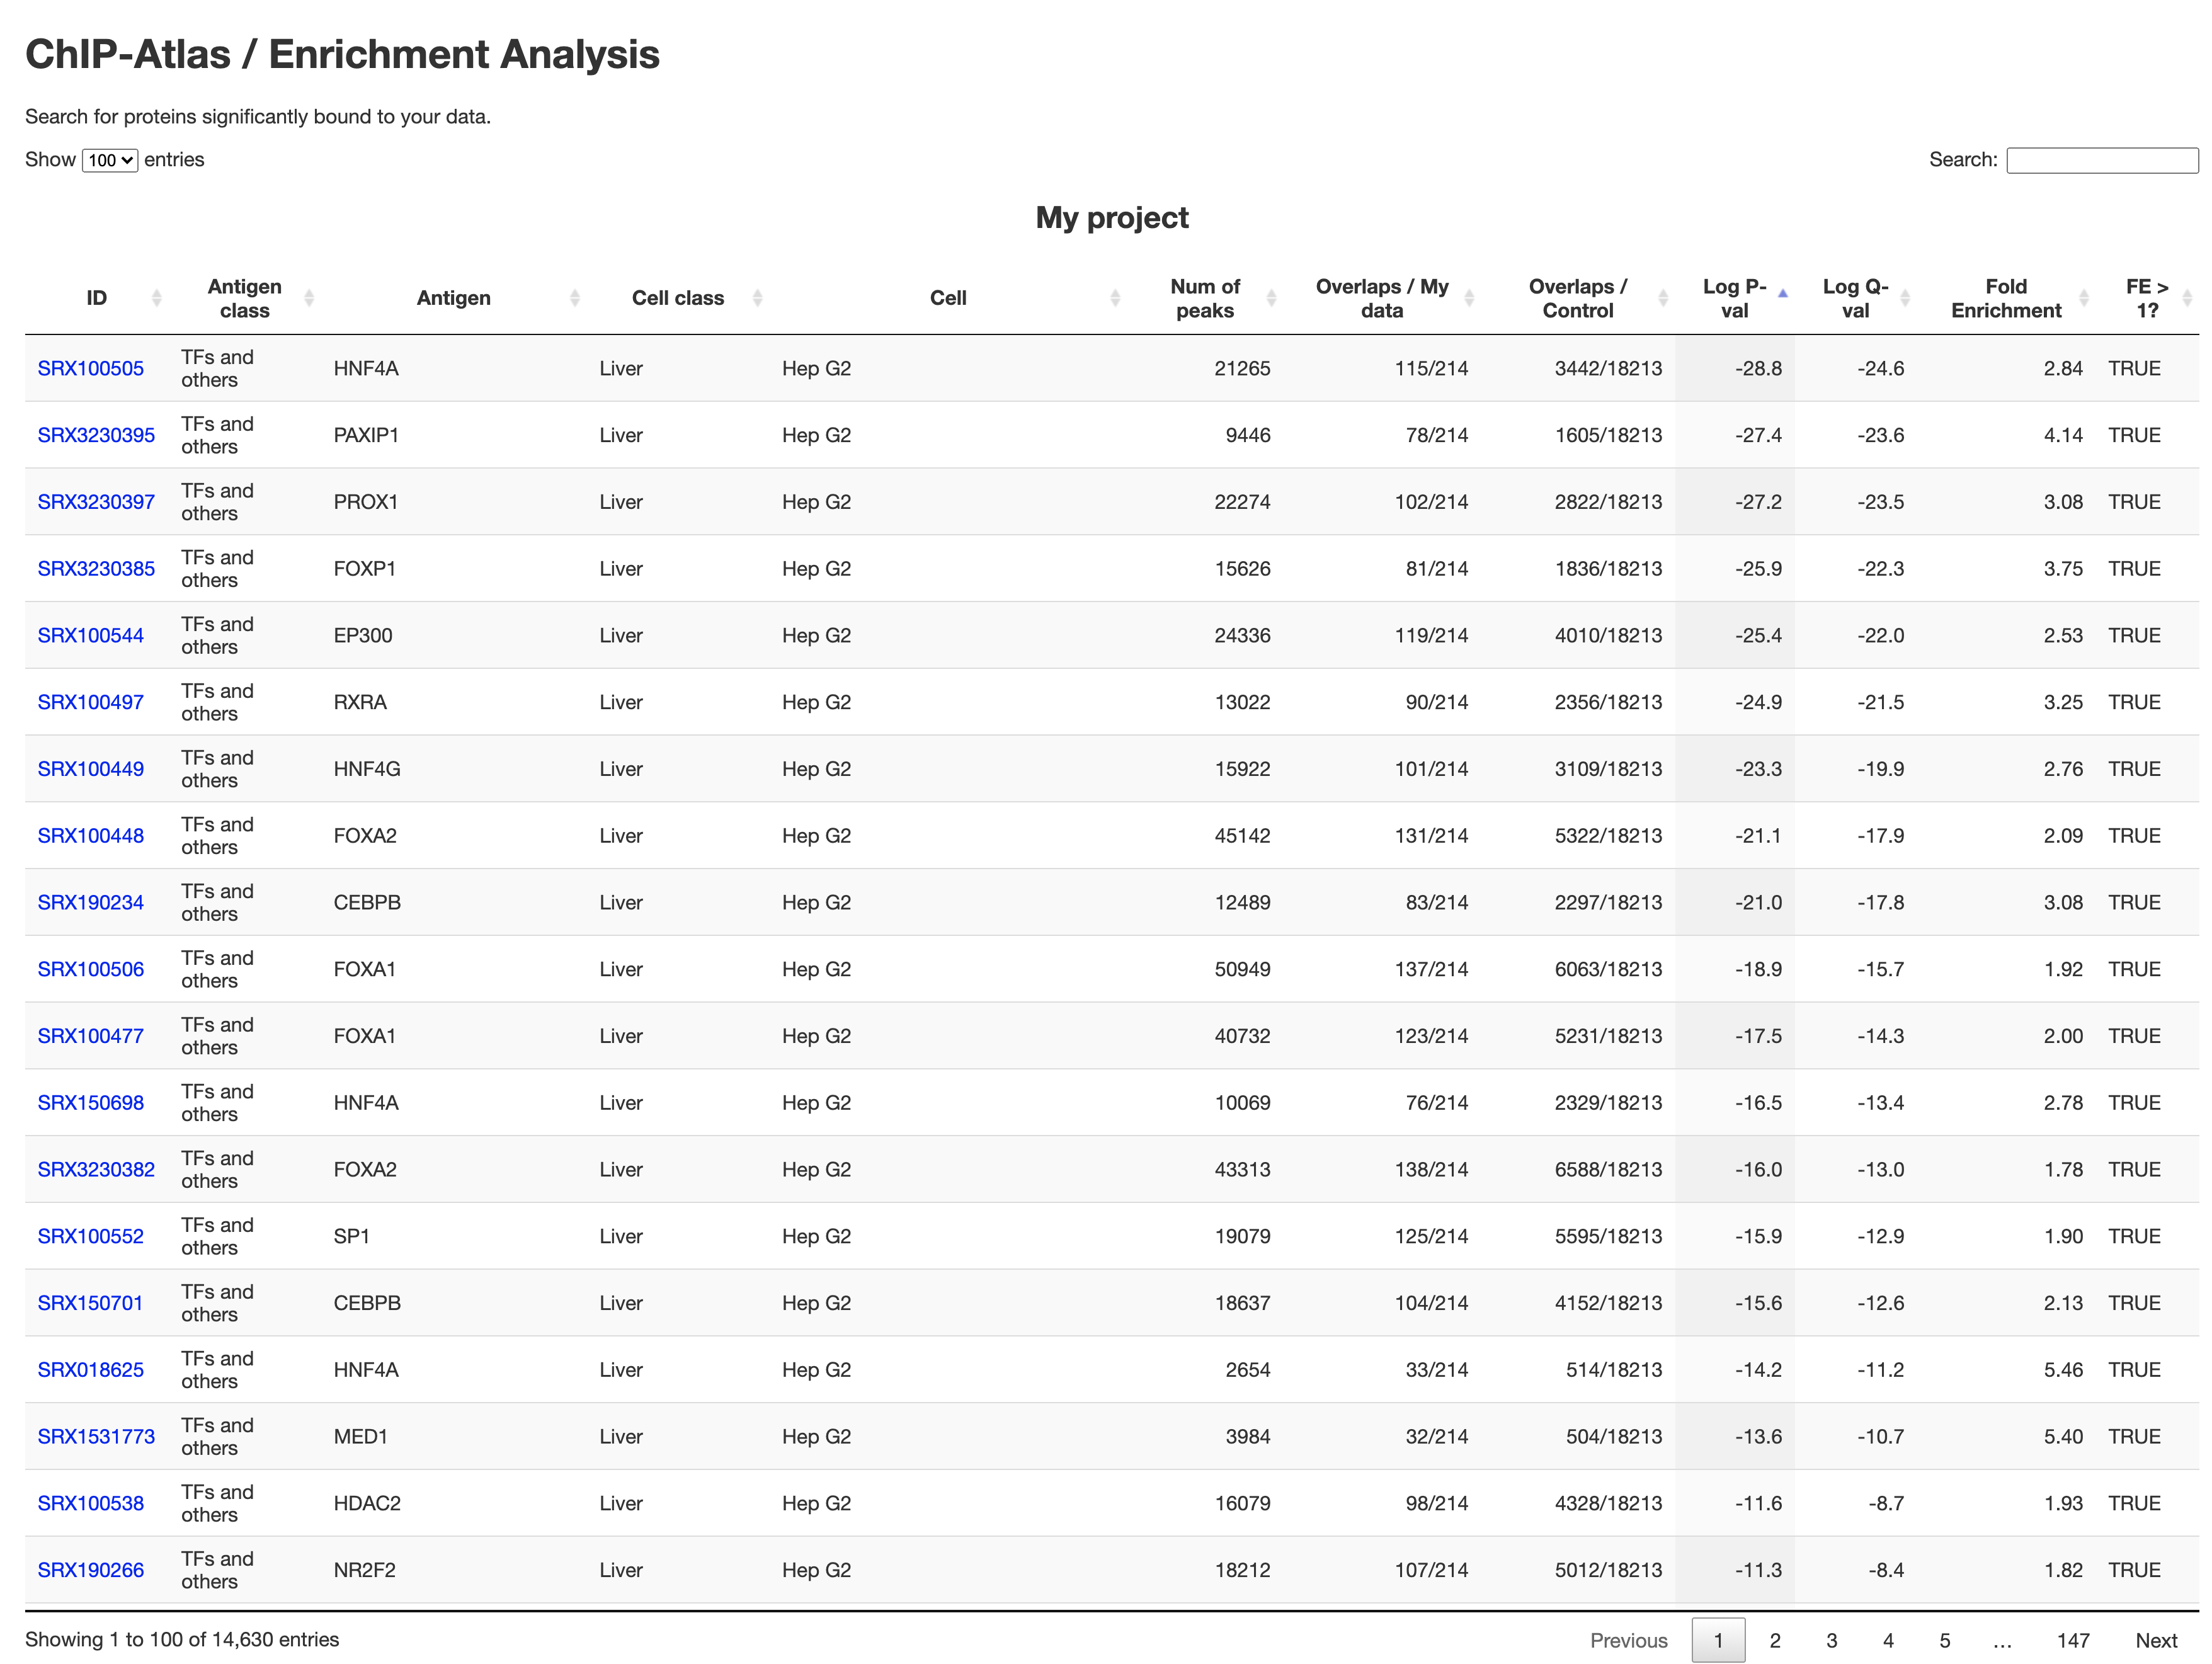 ChIP-Atlas / Enrichment Analysis
Search for proteins significantly bound to your data.
Show 100 entries Search:
My project
ID Antigen class Antigen Cell class Cell Num of peaks Overlaps / My data Overlaps / Control Log P-val Log Q-val Fold Enrichment FE > 1?
SRX100505 TFs and others HNF4A Liver Hep G2 21265 115/214 3442/18213 -28.8 -24.6 2.84 TRUE
SRX3230395 TFs and others PAXIP1 Liver Hep G2 9446 78/214 1605/18213 -27.4 -23.6 4.14 TRUE
SRX3230397 TFs and others PROX1 Liver Hep G2 22274 102/214 2822/18213 -27.2 -23.5 3.08 TRUE
SRX3230385 TFs and others FOXP1 Liver Hep G2 15626 81/214 1836/18213 -25.9 -22.3 3.75 TRUE
SRX100544 TFs and others EP300 Liver Hep G2 24336 119/214 4010/18213 -25.4 -22.0 2.53 TRUE
SRX100497 TFs and others RXRA Liver Hep G2 13022 90/214 2356/18213 -24.9 -21.5 3.25 TRUE
SRX100449 TFs and others HNF4G Liver Hep G2 15922 101/214 3109/18213 -23.3 -19.9 2.76 TRUE
SRX100448 TFs and others FOXA2 Liver Hep G2 45142 131/214 5322/18213 -21.1 -17.9 2.09 TRUE
SRX190234 TFs and others CEBPB Liver Hep G2 12489 83/214 2297/18213 -21.0 -17.8 3.08 TRUE
SRX100506 TFs and others FOXA1 Liver Hep G2 50949 137/214 6063/18213 -18.9 -15.7 1.92 TRUE
SRX100477 TFs and others FOXA1 Liver Hep G2 40732 123/214 5231/18213 -17.5 -14.3 2.00 TRUE
SRX150698 TFs and others HNF4A Liver Hep G2 10069 76/214 2329/18213 -16.5 -13.4 2.78 TRUE
SRX3230382 TFs and others FOXA2 Liver Hep G2 43313 138/214 6588/18213 -16.0 -13.0 1.78 TRUE
SRX100552 TFs and others SP1 Liver Hep G2 19079 125/214 5595/18213 -15.9 -12.9 1.90 TRUE
SRX150701 TFs and others CEBPB Liver Hep G2 18637 104/214 4152/18213 -15.6 -12.6 2.13 TRUE
SRX018625 TFs and others HNF4A Liver Hep G2 2654 33/214 514/18213 -14.2 -11.2 5.46 TRUE
SRX1531773 TFs and others MED1 Liver Hep G2 3984 32/214 504/18213 -13.6 -10.7 5.40 TRUE
SRX100538 TFs and others HDAC2 Liver Hep G2 16079 98/214 4328/18213 -11.6 -8.7 1.93 TRUE
SRX190266 TFs and others NR2F2 Liver Hep G2 18212 107/214 5012/18213 -11.3 -8.4 1.82 TRUE
Showing 1 to 100 of 14,630 entries Previous 1 2 3 4 5 … 147 Next